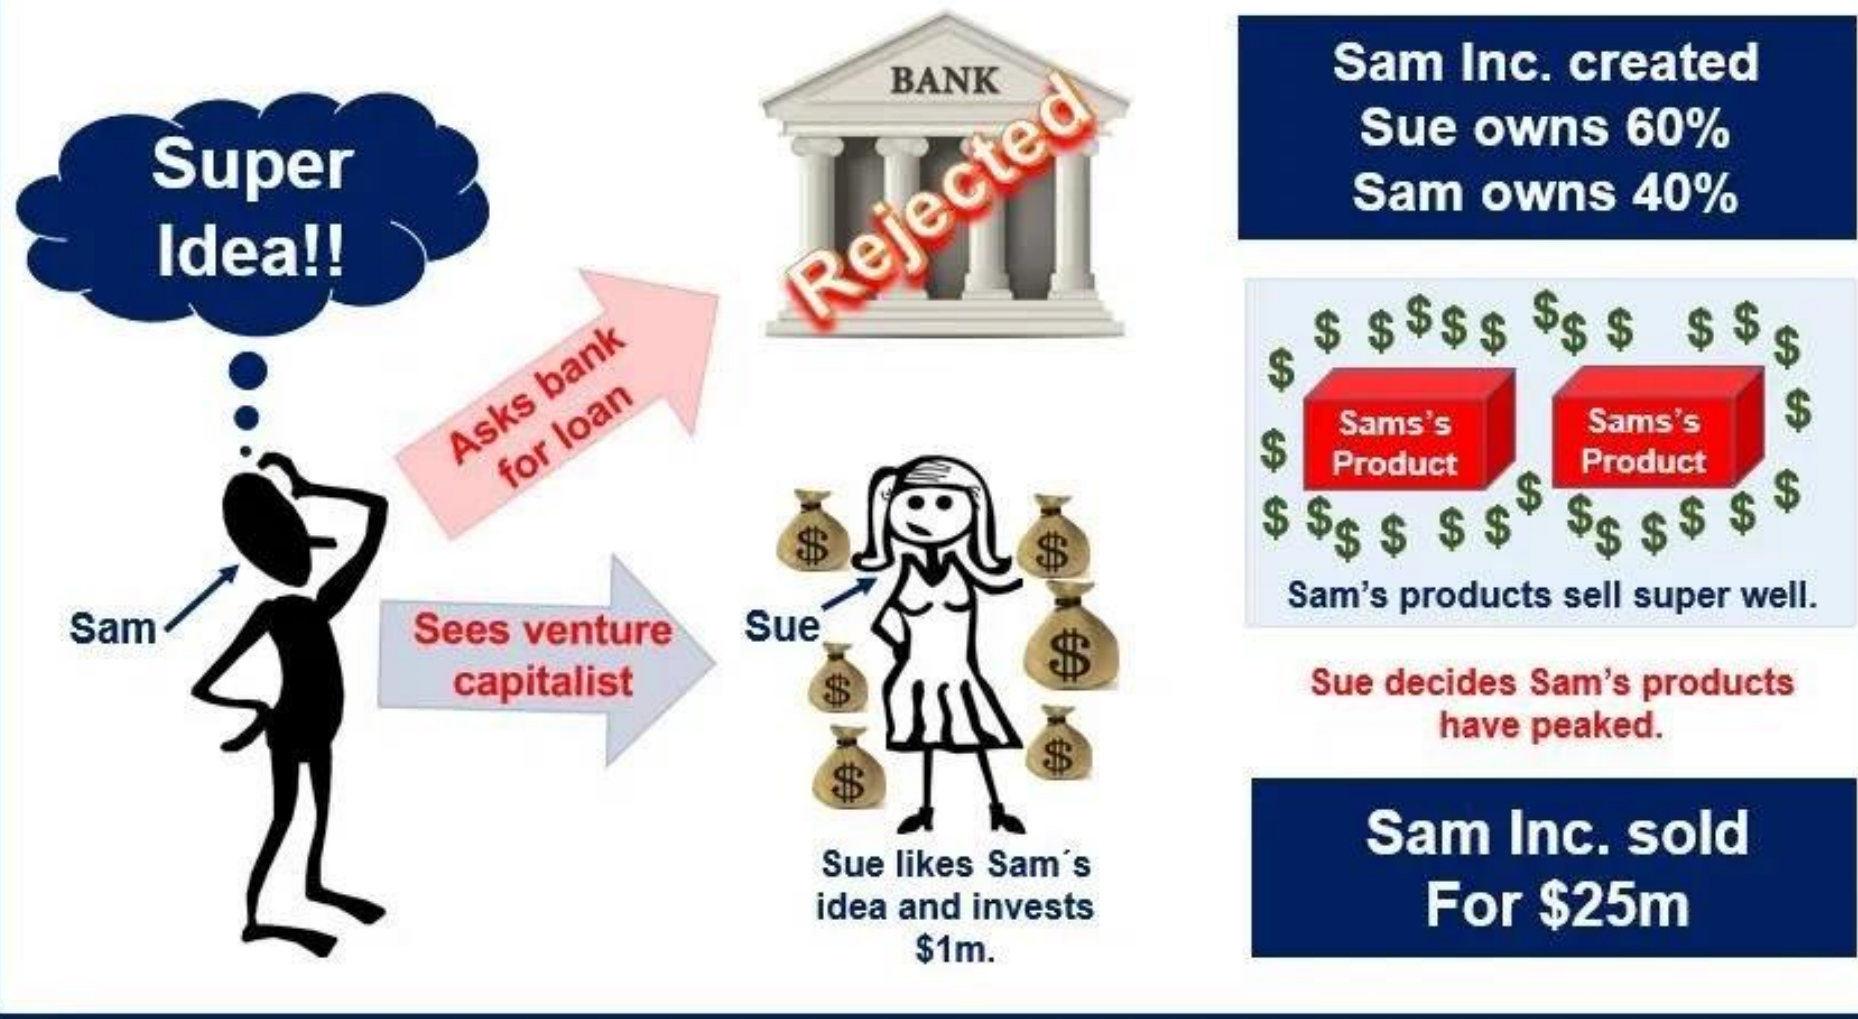 Super
Idea!!
Sam
Asks bank
for loan
Sees venture
capitalist
BANK
Rejected
Sue
$
$
$
$
$
$
Sue likes Sam´s
idea and invests
$1m.
Sam Inc. created
Sue owns 60%
Sam owns 40%
$ $ $ $ $ $ $ $ $ $ $
$
$
$
Sams's
Product
Sams's
Product
$ $ $ $ $ $ $ $ $ $ $ $ $ $
Sam's products sell super well.
Sue decides Sam's products
have peaked.
Sam Inc. sold
For $25m